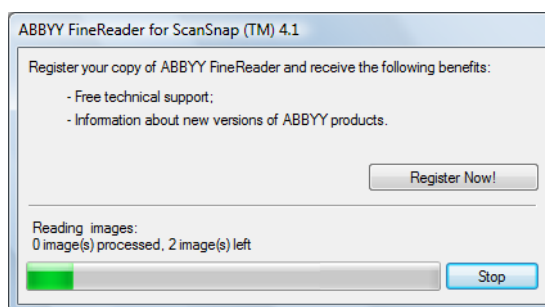 ABBYY FineReader for ScanSnap (TM) 4.1
Register your copy of ABBYY FineReader and receive the following benefits:
- Free technical support;
- Information about new versions of ABBYY products.
Register Now!
Reading images:
0 image(s) processed, 2 image(s) left
Stop